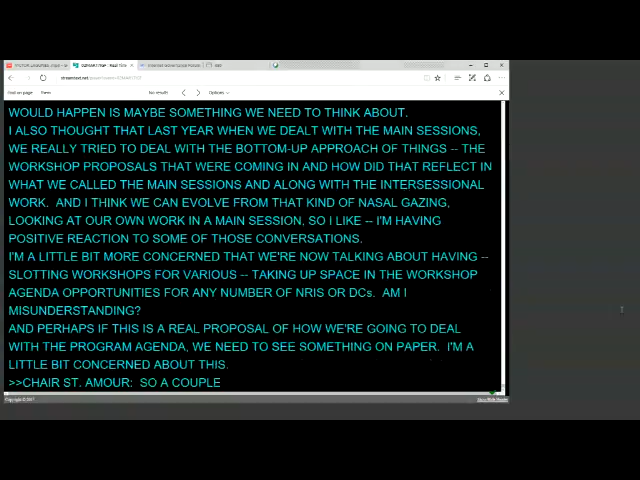 streamtext.net
Find on page
No result
Options
WOULD HAPPEN IS MAYBE SOMETHING WE NEED TO THINK ABOUT.
I ALSO THOUGHT THAT LAST YEAR WHEN WE DEALT WITH THE MAIN SESSIONS,
WE REALLY TRIED TO DEAL WITH THE BOTTOM-UP APPROACH OF THINGS -- THE
WORKSHOP PROPOSALS THAT WERE COMING IN AND HOW DID THAT REFLECT IN
WHAT WE CALLED THE MAIN SESSIONS AND ALONG WITH THE INTERSESSIONAL
WORK.  AND I THINK WE CAN EVOLVE FROM THAT KIND OF NASAL GAZING,
LOOKING AT OUR OWN WORK IN A MAIN SESSION, SO I LIKE -- I'M HAVING
POSITIVE REACTION TO SOME OF THOSE CONVERSATIONS.
I'M A LITTLE BIT MORE CONCERNED THAT WE'RE NOW TALKING ABOUT HAVING --
SLOTTING WORKSHOPS FOR VARIOUS -- TAKING UP SPACE IN THE WORKSHOP
AGENDA OPPORTUNITIES FOR ANY NUMBER OF NRIS OR DCs.  AM I
MISUNDERSTANDING?
AND PERHAPS IF THIS IS A REAL PROPOSAL OF HOW WE'RE GOING TO DEAL
WITH THE PROGRAM AGENDA, WE NEED TO SEE SOMETHING ON PAPER.  I'M A
LITTLE BIT CONCERNED ABOUT THIS.
>>CHAIR ST. AMOUR:  SO A COUPLE